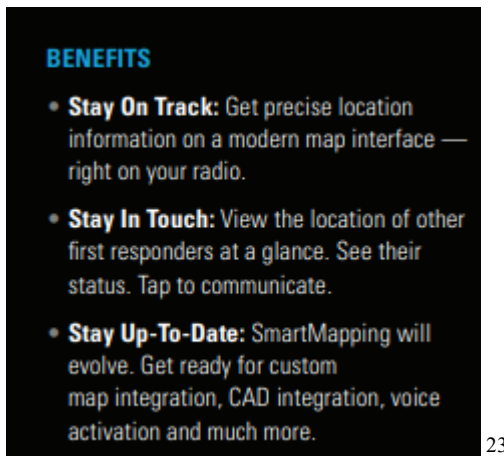 BENEFITS
• Stay On Track: Get precise location
information on a modern map interface —
right on your radio.
• Stay In Touch: View the location of other
first responders at a glance. See their
status. Tap to communicate.
• Stay Up-To-Date: SmartMapping will
evolve. Get ready for custom
map integration, CAD integration, voice
activation and much more.
23